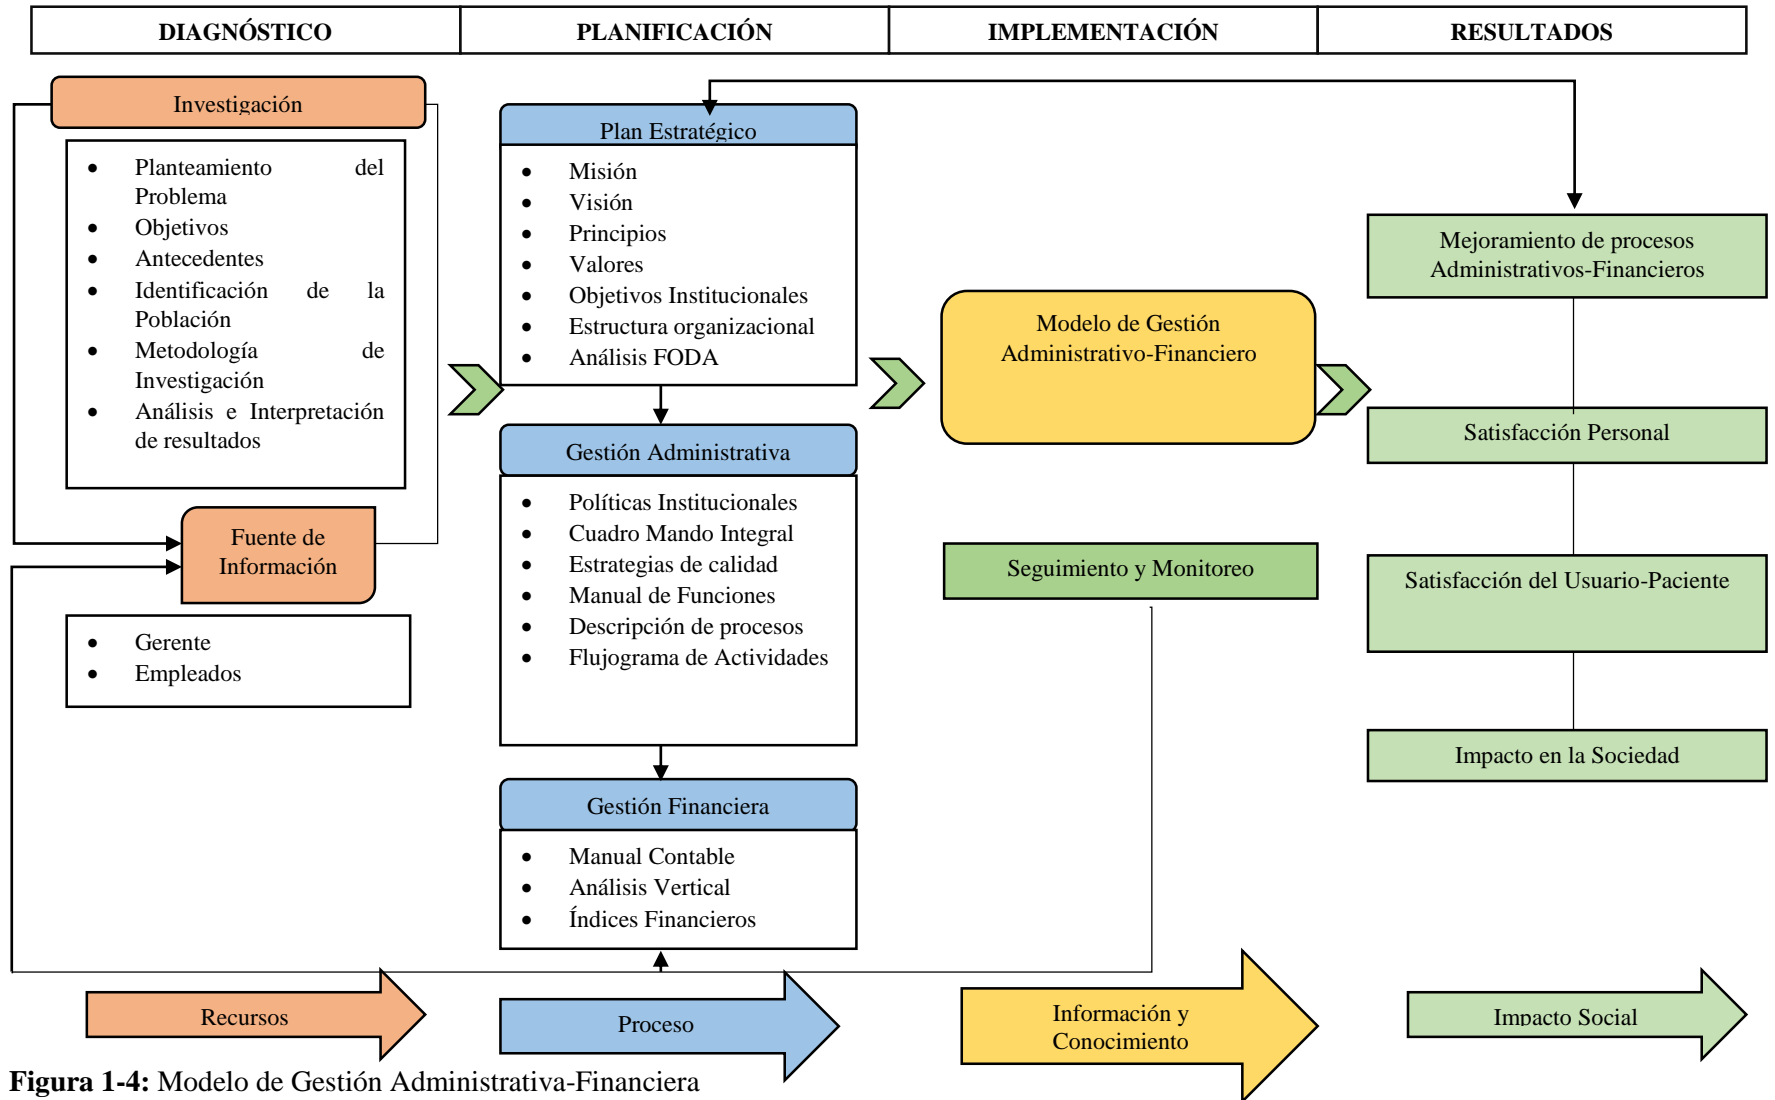 DIAGNÓSTICO
PLANIFICACIÓN
IMPLEMENTACIÓN
RESULTADOS
Investigación
• Planteamiento del
Problema
• Objetivos
• Antecedentes
• Identificación de la
Población
• Metodología de
Investigación
• Análisis e Interpretación
de resultados
Fuente de
Información
• Gerente
• Empleados
Recursos
Plan Estratégico
• Misión
• Visión
• Principios
• Valores
• Objetivos Institucionales
• Estructura organizacional
• Análisis FODA
Gestión Administrativa
• Políticas Institucionales
• Cuadro Mando Integral
• Estrategias de calidad
• Manual de Funciones
• Descripción de procesos
• Flujograma de Actividades
Gestión Financiera
• Manual Contable
• Análisis Vertical
• Índices Financieros
Proceso
Modelo de Gestión
Administrativo-Financiero
Seguimiento y Monitoreo
Información y
Conocimiento
Mejoramiento de procesos
Administrativos-Financieros
Satisfacción Personal
Satisfacción del Usuario-Paciente
Impacto en la Sociedad
Impacto Social
Figura 1-4: Modelo de Gestión Administrativa-Financiera